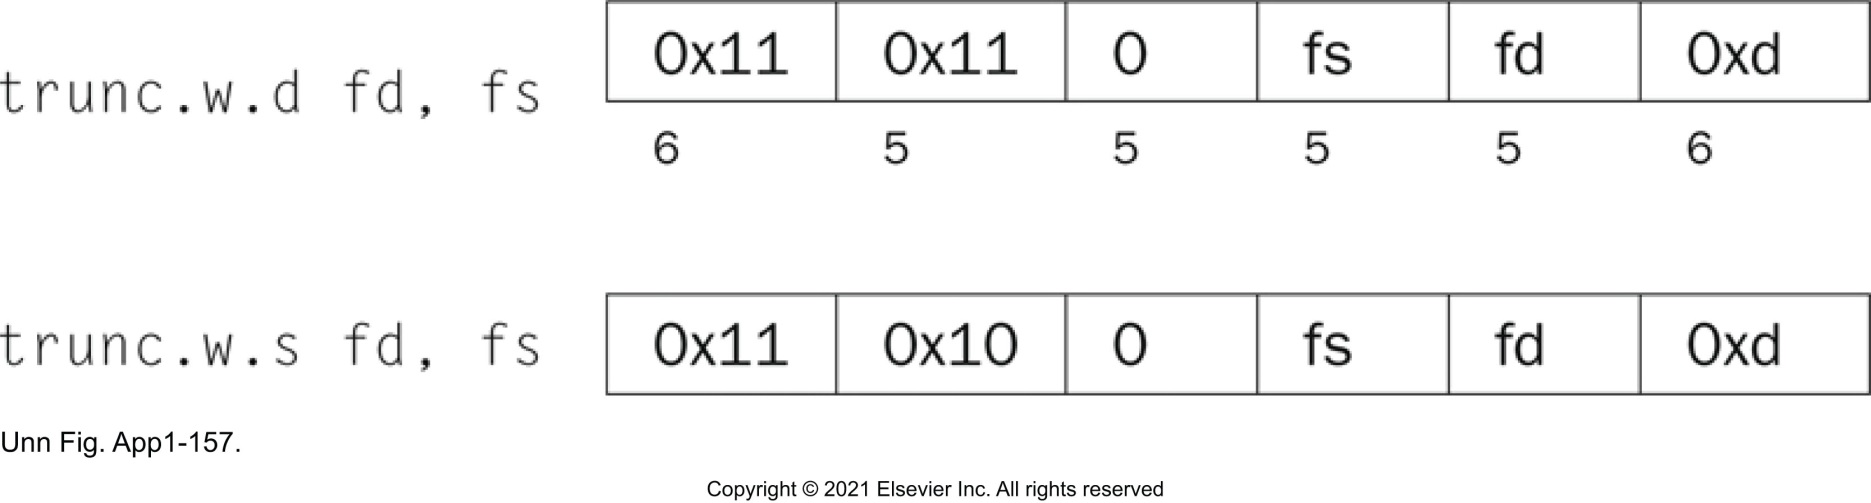 trunc.w.d fd, fs 0x11 0x11 0 fs fd 0xd
6 5 5 5 5 6
trunc.w.s fd, fs 0x11 0x10 0 fs fd 0xd
Unn Fig. App1-157.
Copyright © 2021 Elsevier Inc. All rights reserved